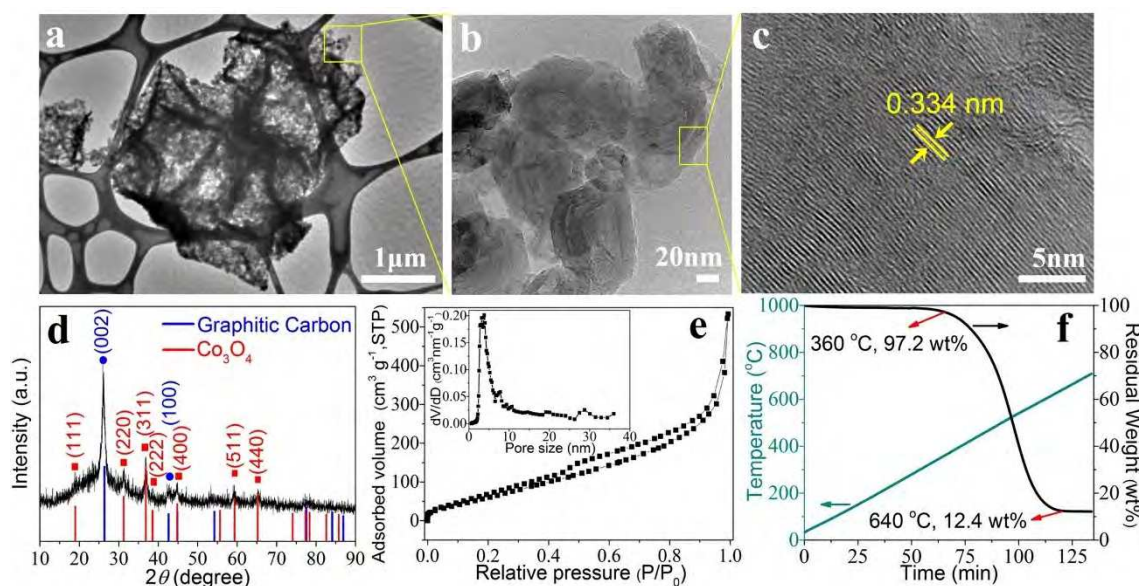 a
b
c
0.334 nm
1μm
20nm
5nm
d
Graphitic Carbon
Co3O4
(002)
(111)
(220)
(311)
(222)
(100)
(400)
(511)
(440)
Intensity (a.u.)
10 20 30 40 50 60 70 80 90
2θ (degree)
e
500
400
300
200
100
0
Adsorbed volume (cm3 g-1,STP)
0.0 0.2 0.4 0.6 0.8 1.0
Relative pressure (P/P0)
0.20
0.15
0.10
0.05
0.00
dV/dD (cm3nm-1g-1)
0 10 20 30 40
Pore size (nm)
f
1000
800
600
400
200
0
Temperature (oC)
360 oC, 97.2 wt%
640 oC, 12.4 wt%
100
80
60
40
20
0
Residual Weight (wt%)
0 25 50 75 100 125
Time (min)